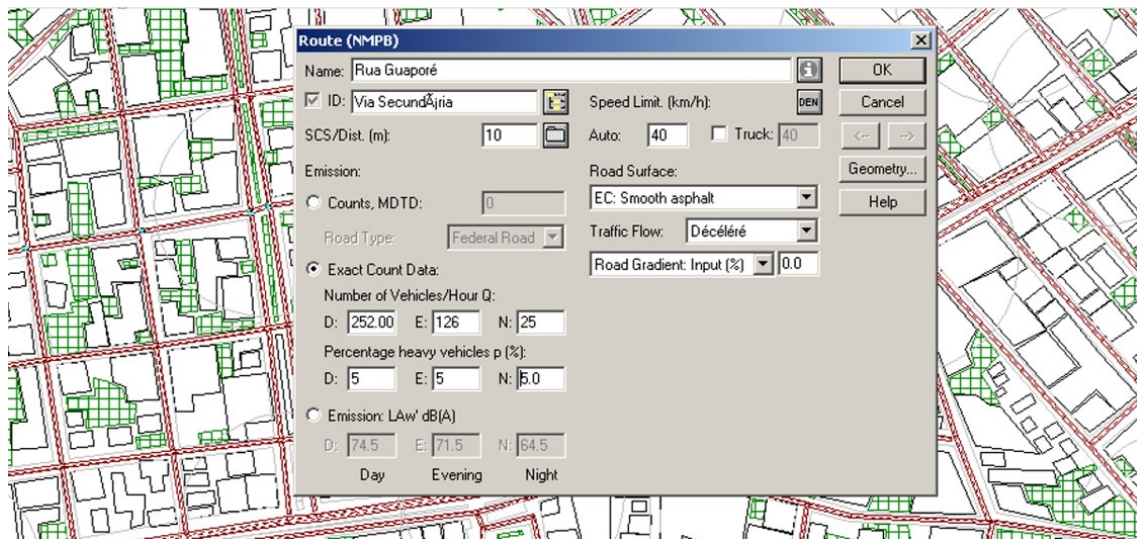 Route (NMPB)
Name: Rua Guaporé
OK
ID: Via SecundÃ¡ria
Speed Limit. (km/h):
DEN
Cancel
SCS/Dist. (m): 10
Auto: 40
Truck: 40
<--
-->
Emission:
Road Surface:
Geometry...
Counts, MDTD: 0
EC: Smooth asphalt
Help
Road Type: Federal Road
Traffic Flow: Décéléré
Exact Count Data:
Road Gradient: Input (%) 0.0
Number of Vehicles/Hour Q:
D: 252.00 E: 126 N: 25
Percentage heavy vehicles p (%):
D: 5 E: 5 N: 5.0
Emission: LAw' dB(A)
D: 74.5 E: 71.5 N: 64.5
Day Evening Night